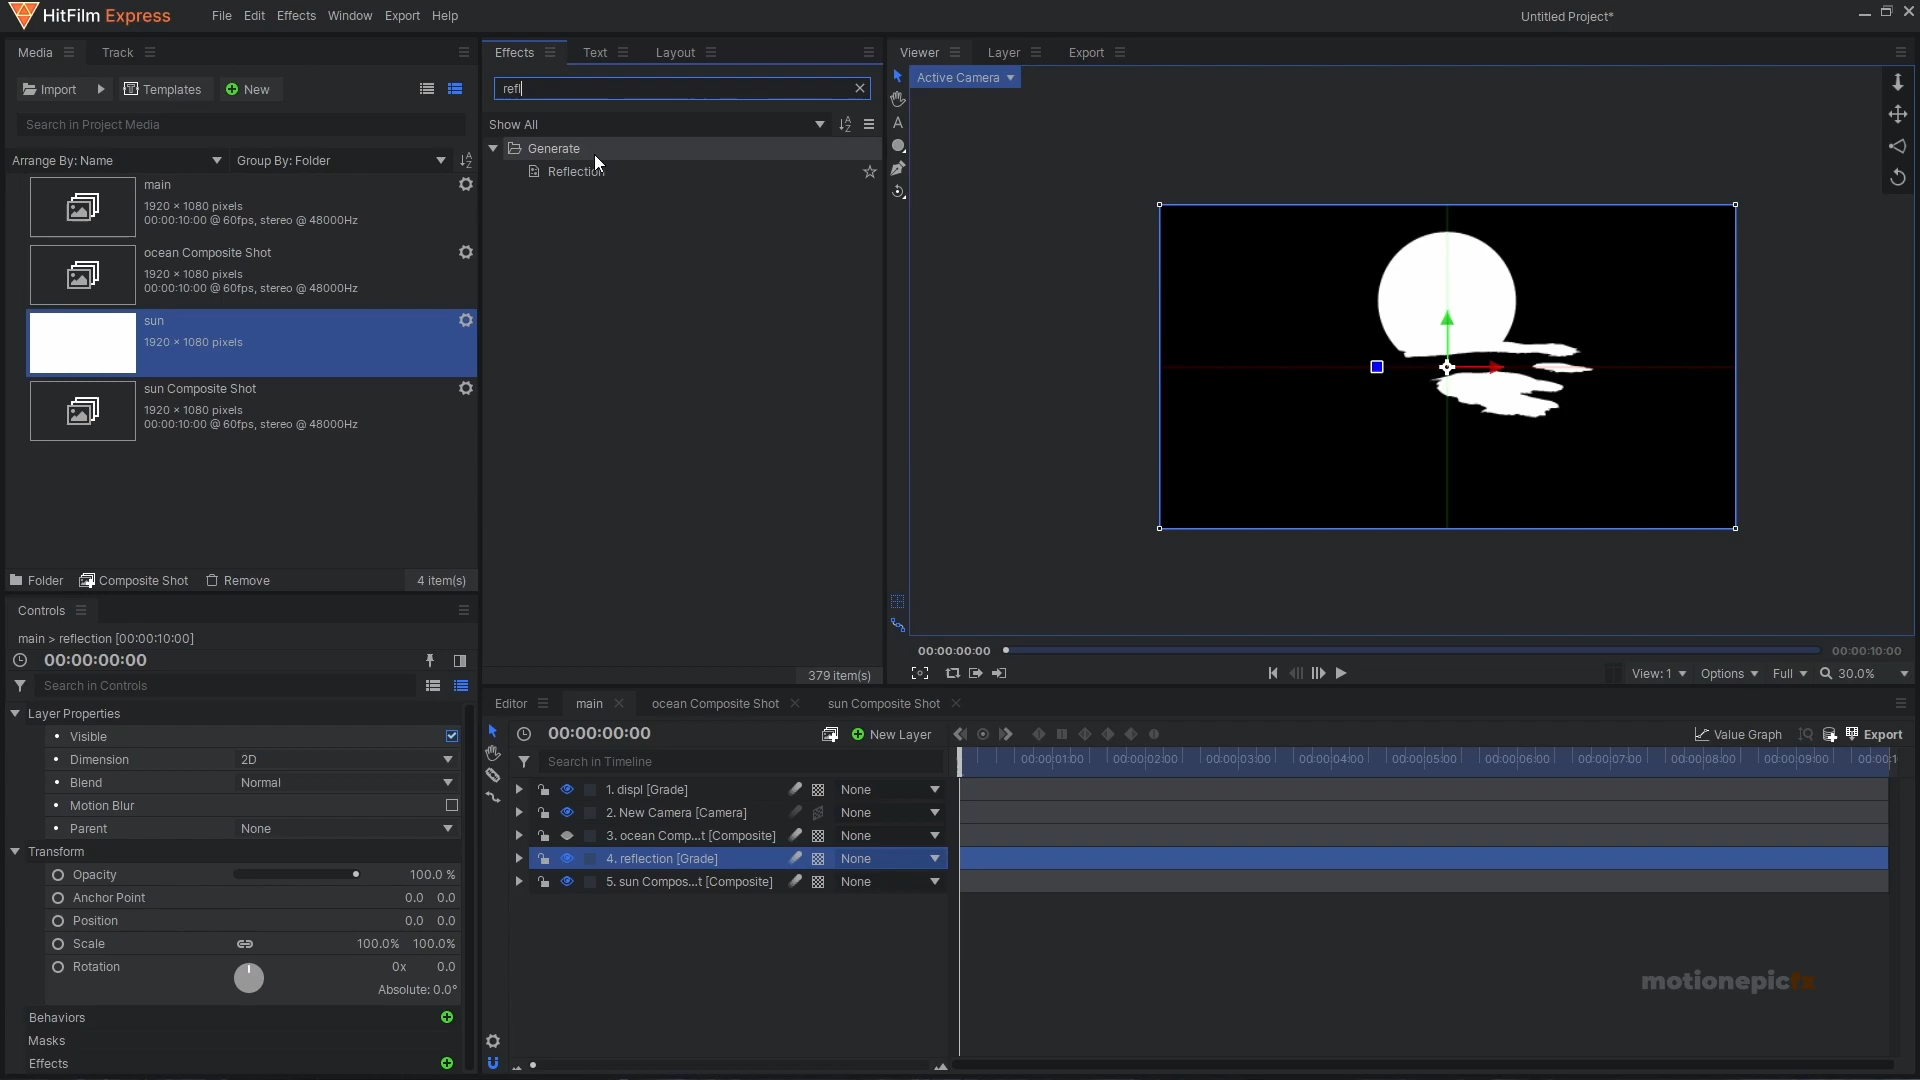 HitFilm Express
File Edit Effects Window Export Help
Untitled Project*
Media
Track
Import
Templates
New
Search in Project Media
Arrange By: Name
Group By: Folder
main
1920 × 1080 pixels
00:00:10:00 @ 60fps, stereo @ 48000Hz
ocean Composite Shot
1920 × 1080 pixels
00:00:10:00 @ 60fps, stereo @ 48000Hz
sun
1920 × 1080 pixels
sun Composite Shot
1920 × 1080 pixels
00:00:10:00 @ 60fps, stereo @ 48000Hz
Folder
Composite Shot
Remove
4 item(s)
Effects
Text
Layout
refl
Show All
Generate
Reflection
379 item(s)
Viewer
Layer
Export
Active Camera
A
00:00:00:00
00:00:10:00
View: 1
Options
Full
30.0%
Controls
main > reflection [00:00:10:00]
00:00:00:00
Search in Controls
Layer Properties
Visible
Dimension 2D
Blend Normal
Motion Blur
Parent None
Transform
Opacity 100.0 %
Anchor Point 0.0 0.0
Position 0.0 0.0
Scale 100.0% 100.0%
Rotation 0x 0.0
Absolute: 0.0°
Behaviors
Masks
Effects
Editor
main
ocean Composite Shot
sun Composite Shot
00:00:00:00
New Layer
Value Graph
Export
Search in Timeline
00:00:01:00 00:00:02:00 00:00:03:00 00:00:04:00 00:00:05:00 00:00:06:00 00:00:07:00 00:00:08:00 00:00:09:00 00:00:1
1. displ [Grade] None
2. New Camera [Camera] None
3. ocean Comp...t [Composite] None
4. reflection [Grade] None
5. sun Compos...t [Composite] None
motionepicfx